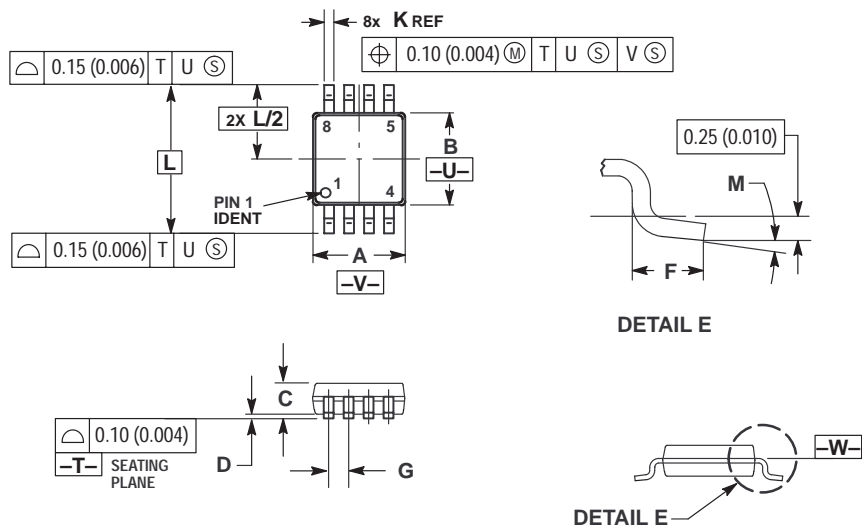 8x K REF
0.15 (0.006) T U Ⓢ
0.10 (0.004) Ⓜ T U Ⓢ V Ⓢ
2X L/2
8 5
B
–U–
L
PIN 1
IDENT
1
4
0.15 (0.006) T U Ⓢ
A
–V–
0.25 (0.010)
M
F
DETAIL E
C
0.10 (0.004)
–T– SEATING
PLANE
D
G
–W–
DETAIL E